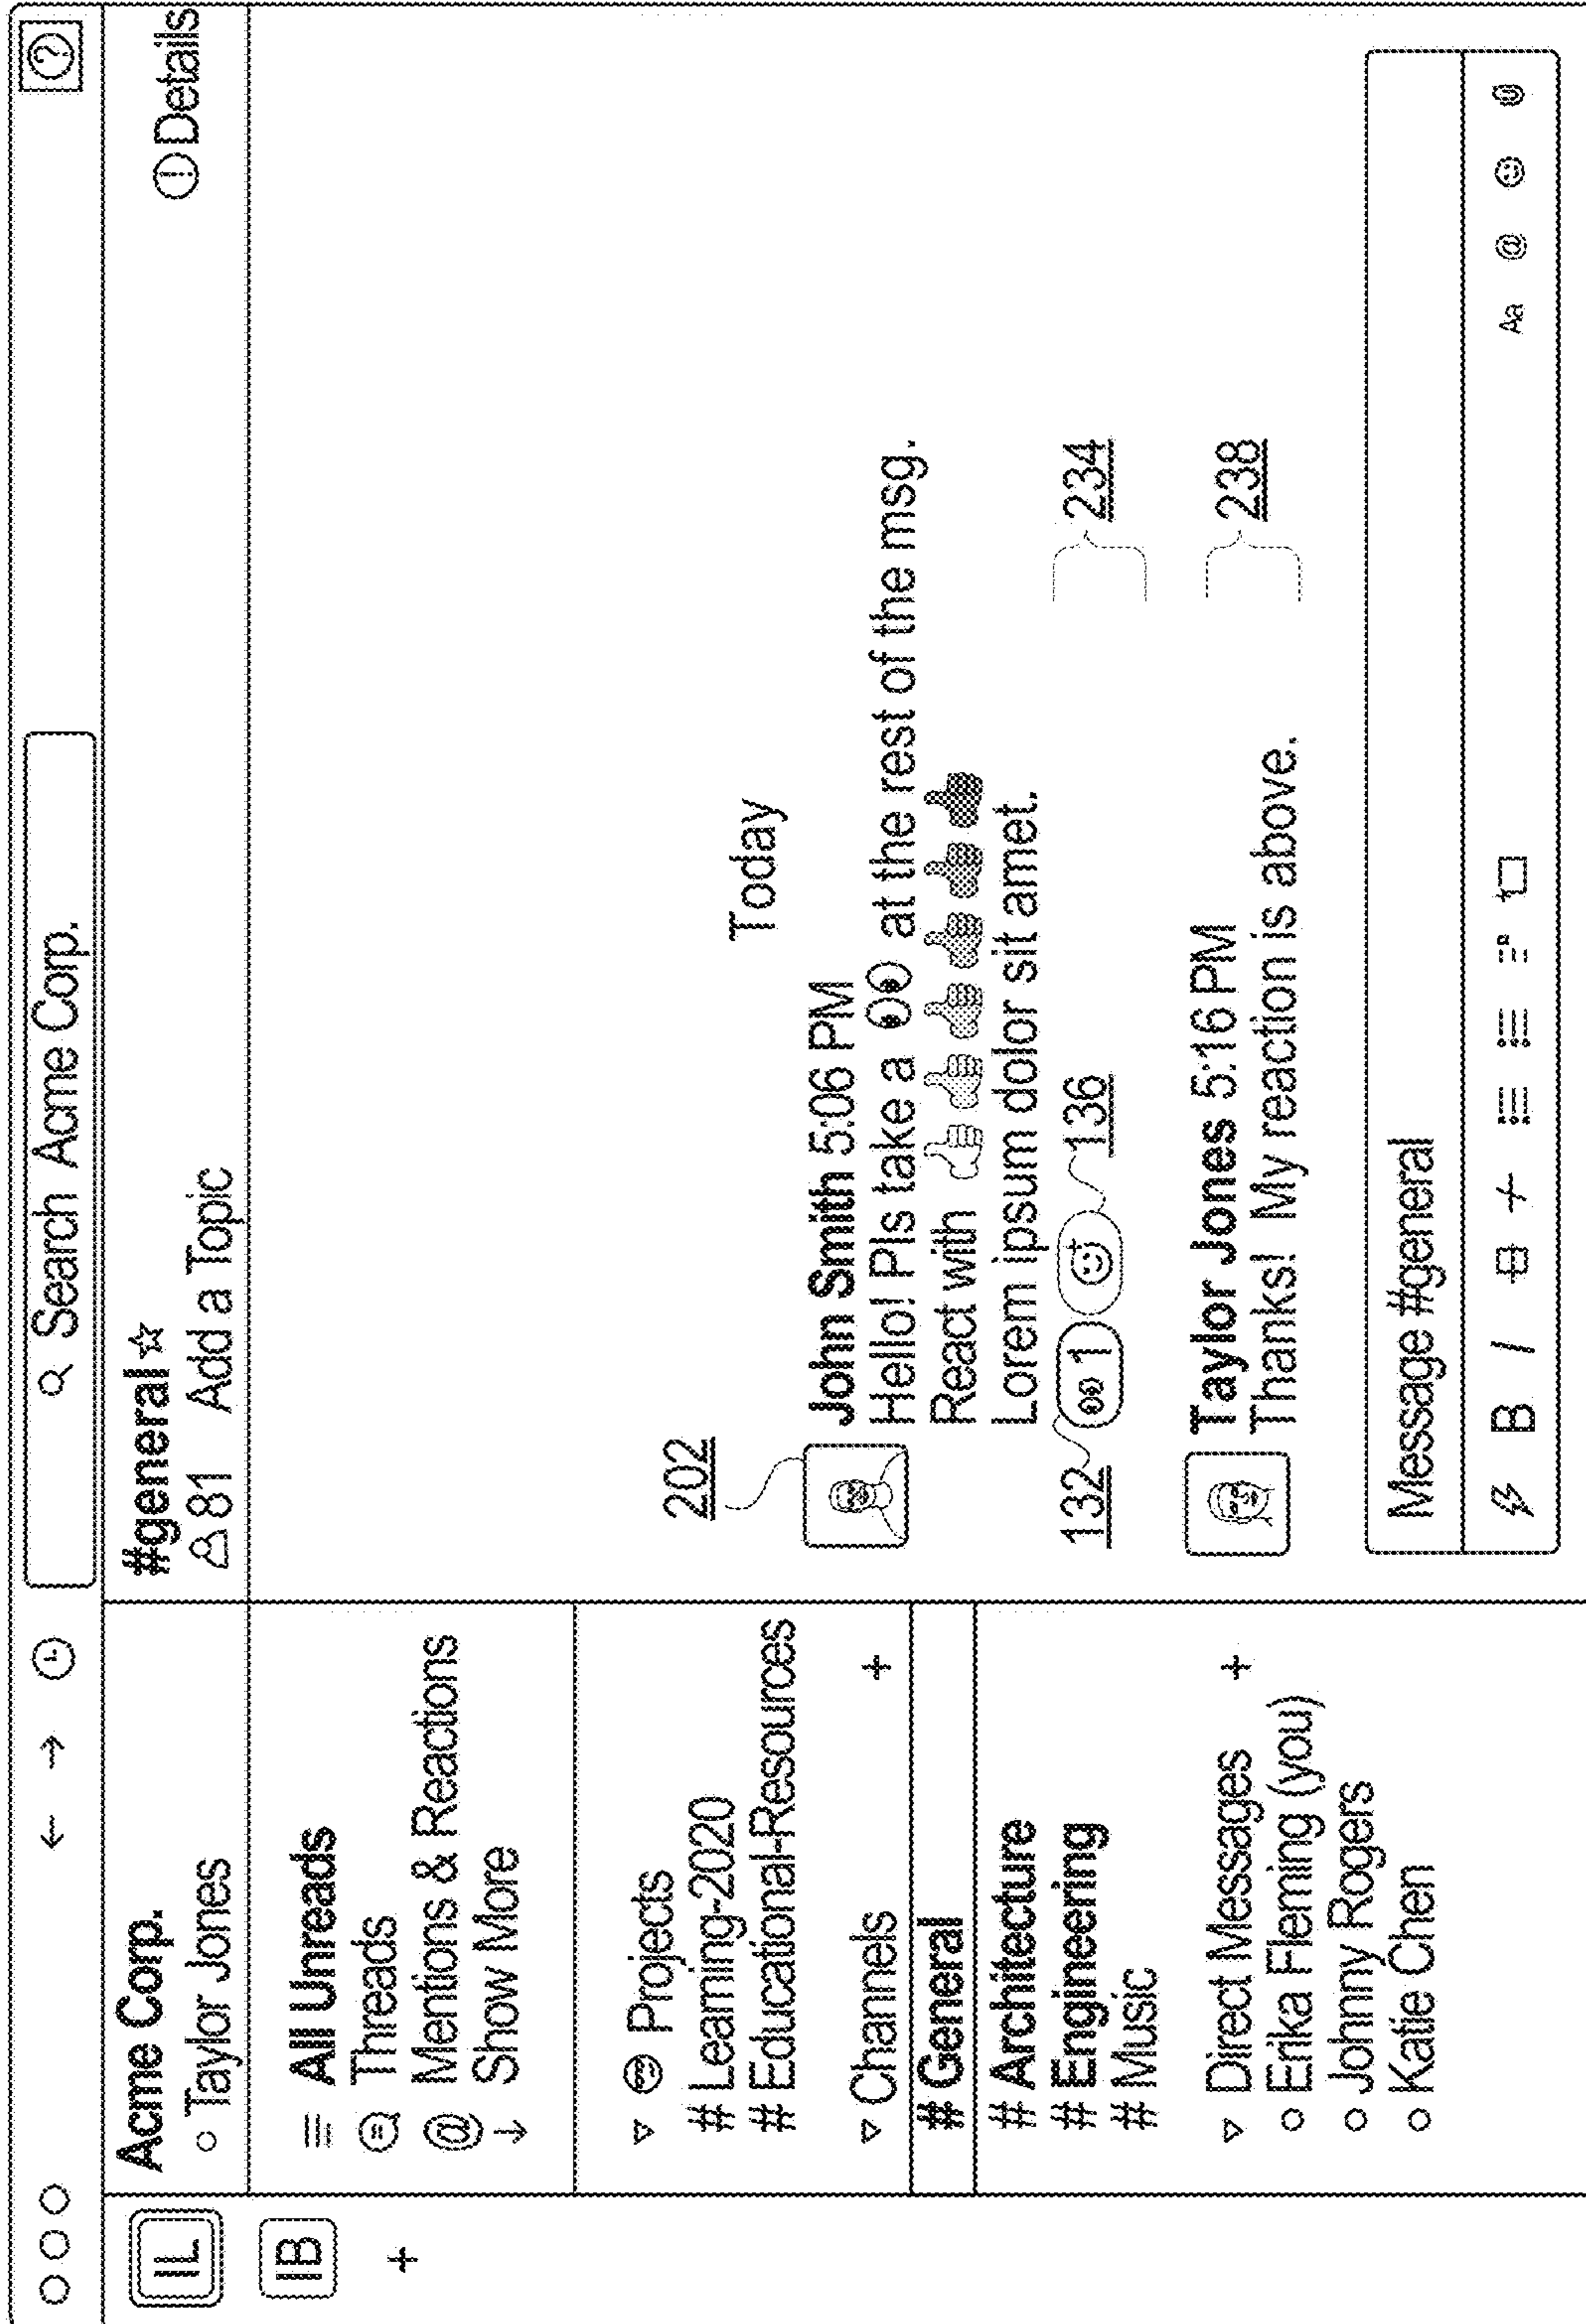 Search Acme Corp.
IL
IB
+
Acme Corp.
Taylor Jones
All Unreads
Threads
@ Mentions & Reactions
Show More
Projects
# Learning-2020
# Educational-Resources
Channels +
# General
# Architecture
# Engineering
# Music
Direct Messages +
Erika Fleming (you)
Johnny Rogers
Katie Chen
#general ☆
81 Add a Topic
Details
Today
202
John Smith 5:06 PM
Hello! Pls take a 👀 at the rest of the msg.
React with 👍👍👍👍👍👍
Lorem ipsum dolor sit amet.
132 👀 1 136
234
Taylor Jones 5:16 PM
Thanks! My reaction is above.
238
Message #general
B I Aa @